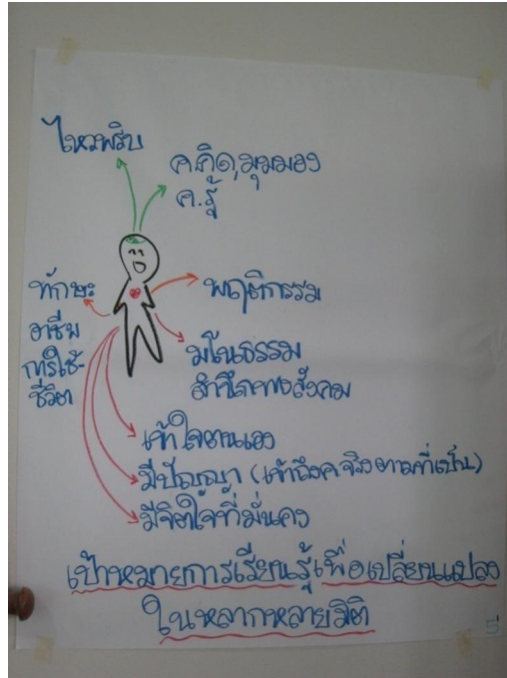 ไหวพริบ
ค.คิด,มุมมอง
ค.รู้
ทักษะ
อาชีพ
การใช้-
ชีวิต
พฤติกรรม
มโนธรรม
สำนึกทางสังคม
เข้าใจตนเอง
มีปัญญา (เข้าถึงค.จริงตามที่เป็น)
มีจิตใจที่มั่นคง
เป้าหมายการเรียนรู้เพื่อเปลี่ยนแปลง
ในหลากหลายมิติ
5